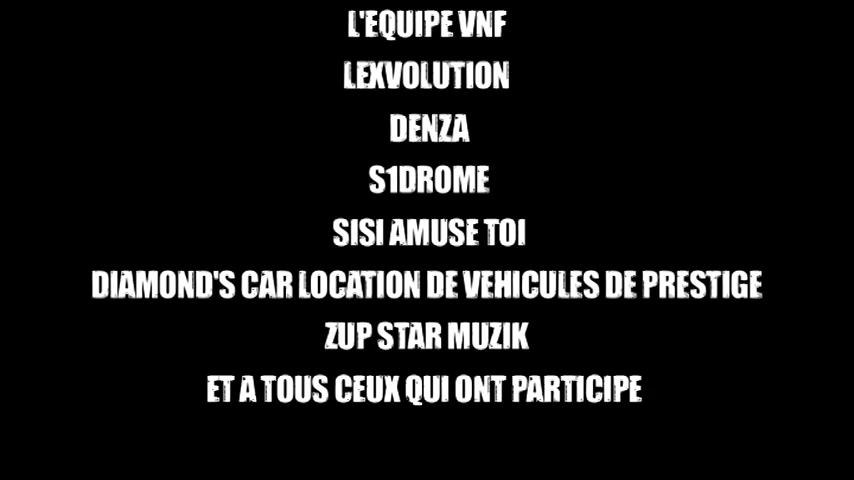 L'EQUIPE VNF
LEXVOLUTION
DENZA
S1DROME
SISI AMUSE TOI
DIAMOND'S CAR LOCATION DE VEHICULES DE PRESTIGE
ZUP STAR MUZIK
ET A TOUS CEUX QUI ONT PARTICIPE